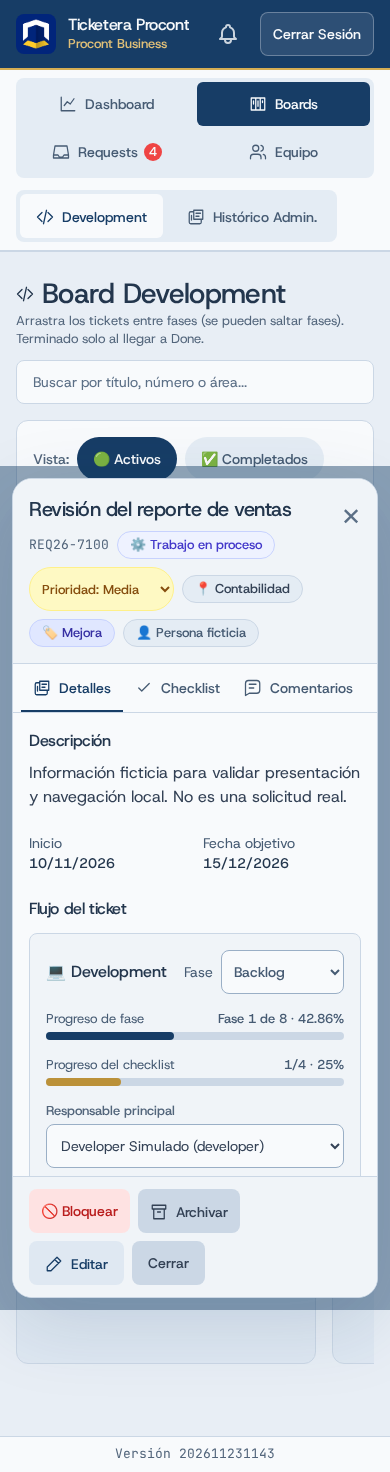 Ticketera Procont
Procont Business
Cerrar Sesión
Dashboard
Boards
Requests 4
Equipo
Development
Histórico Admin.
Board Development
Arrastra los tickets entre fases (se pueden saltar fases).
Terminado solo al llegar a Done.
Buscar por título, número o área...
Vista: Activos Completados
Revisión del reporte de ventas
REQ26-7100 Trabajo en proceso
Prioridad: Media Contabilidad
Mejora Persona ficticia
Detalles Checklist Comentarios
Descripción
Información ficticia para validar presentación
y navegación local. No es una solicitud real.
Inicio Fecha objetivo
10/11/2026 15/12/2026
Flujo del ticket
Development Fase Backlog
Progreso de fase Fase 1 de 8 · 42.86%
Progreso del checklist 1/4 · 25%
Responsable principal
Developer Simulado (developer)
Bloquear Archivar
Editar Cerrar
Versión 202611231143